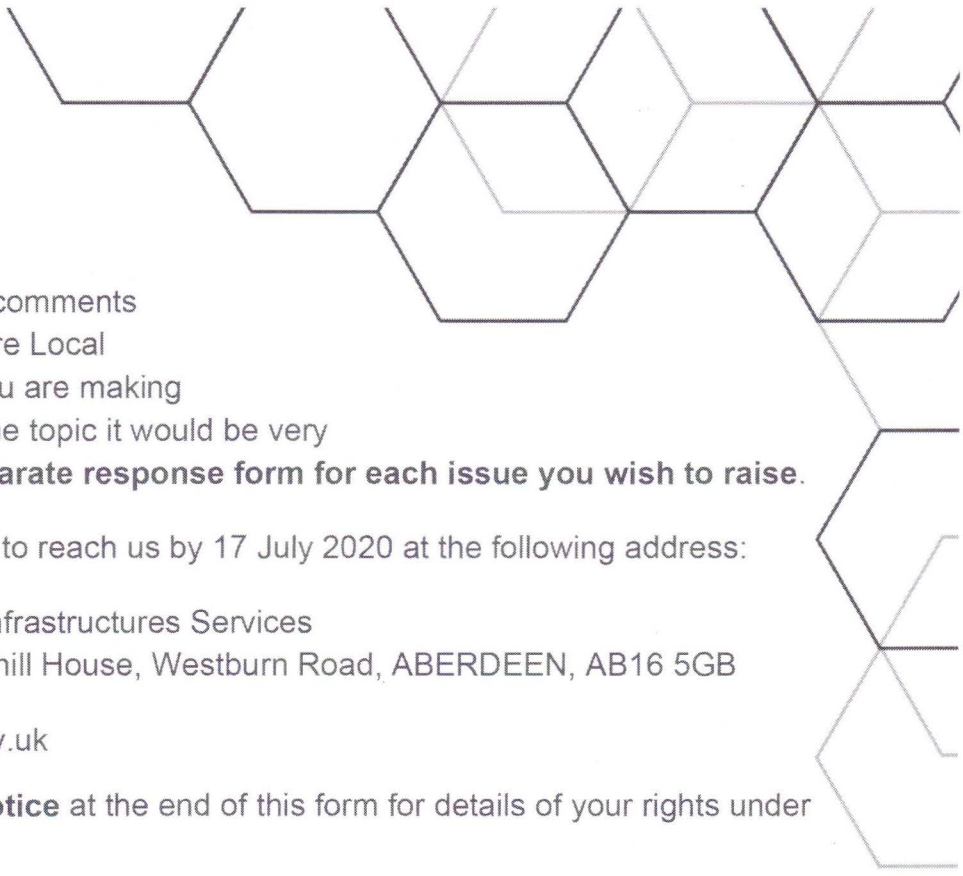 comments
re Local
u are making
e topic it would be very
arate response form for each issue you wish to raise.
to reach us by 17 July 2020 at the following address:
frastructures Services
hill House, Westburn Road, ABERDEEN, AB16 5GB
.uk
tice at the end of this form for details of your rights under